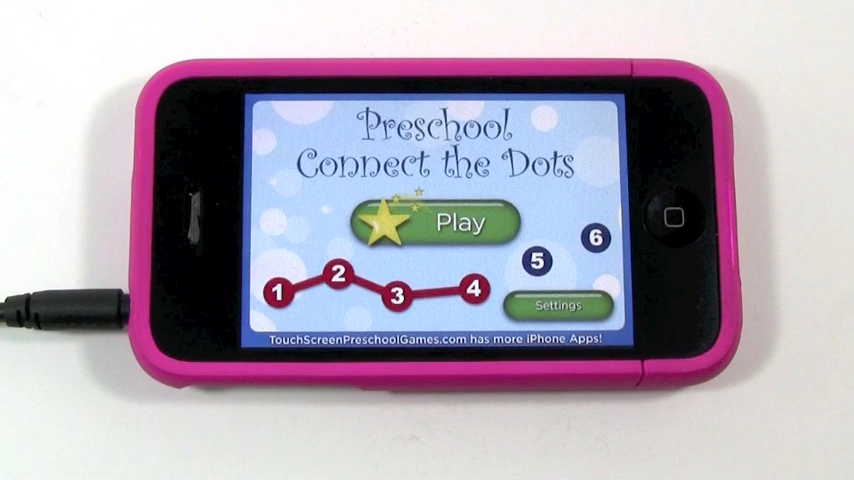 Preschool
Connect the Dots
Play
1 2 3 4 5 6
Settings
TouchScreenPreschoolGames.com has more iPhone Apps!